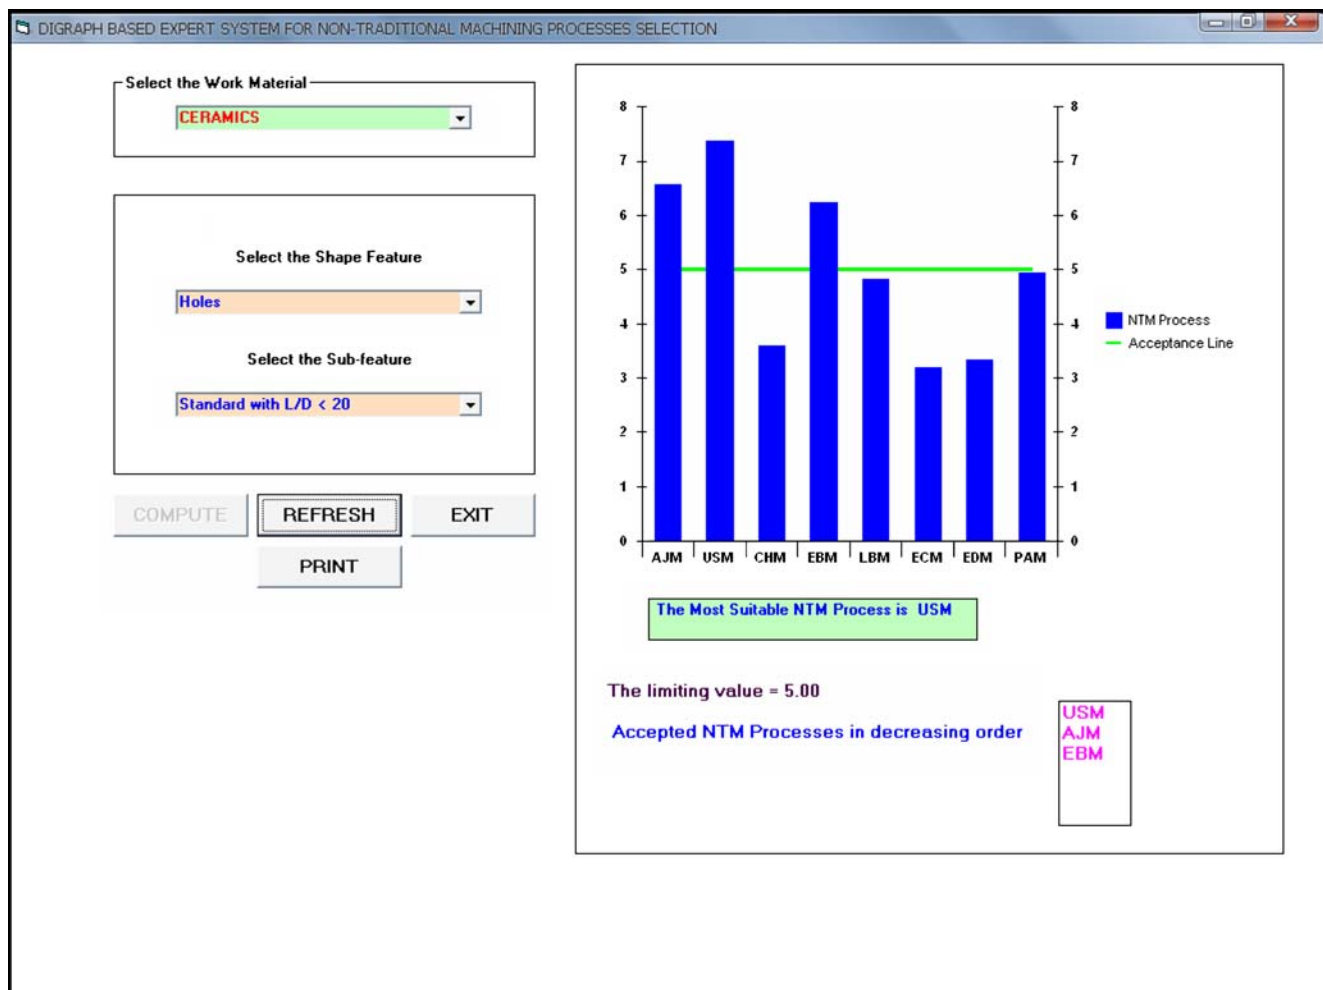 DIGRAPH BASED EXPERT SYSTEM FOR NON-TRADITIONAL MACHINING PROCESSES SELECTION
Select the Work Material
CERAMICS
Select the Shape Feature
Holes
Select the Sub-feature
Standard with L/D < 20
COMPUTE
REFRESH
EXIT
PRINT
8
7
6
5
4
3
2
1
0
8
7
6
5
4
3
2
1
0
AJM USM CHM EBM LBM ECM EDM PAM
NTM Process
Acceptance Line
The Most Suitable NTM Process is USM
The limiting value = 5.00
Accepted NTM Processes in decreasing order
USM
AJM
EBM